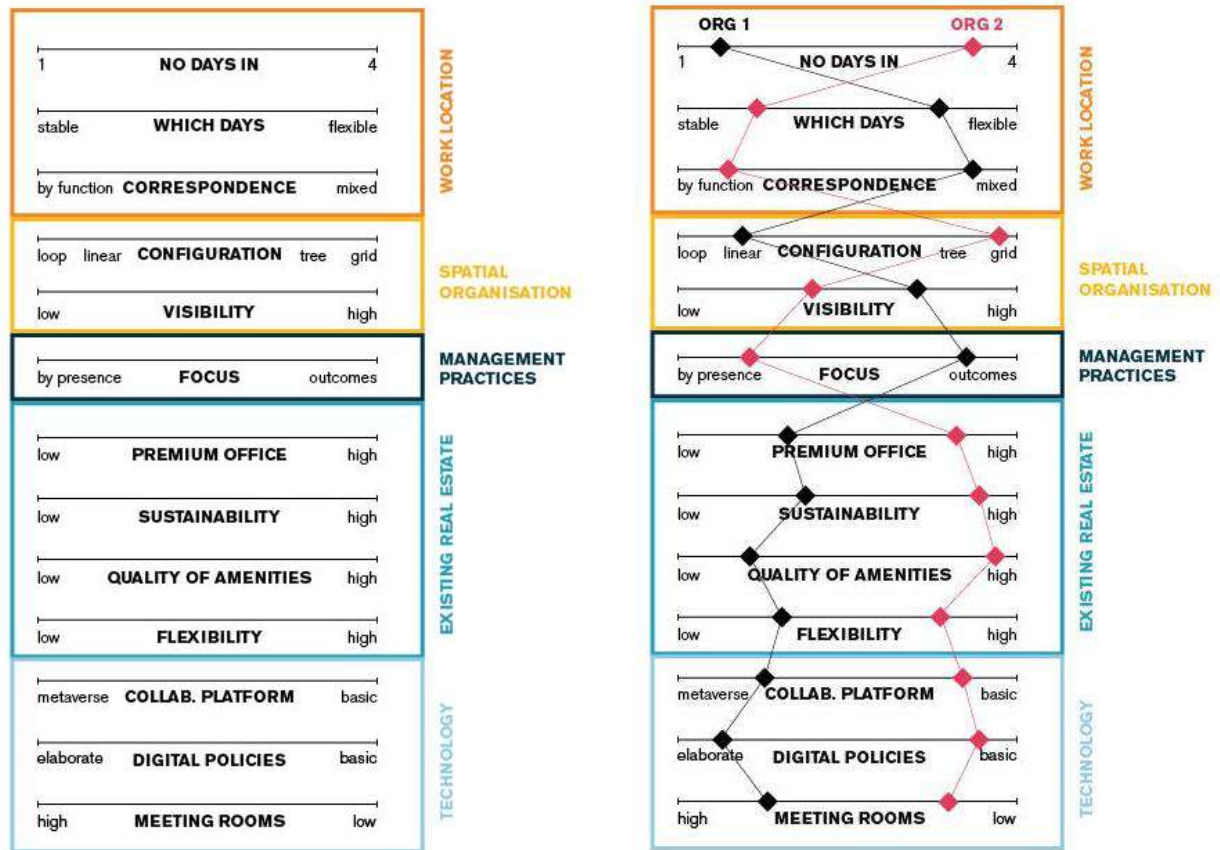 1 NO DAYS IN 4
stable WHICH DAYS flexible
by function CORRESPONDENCE mixed
WORK LOCATION
loop linear CONFIGURATION tree grid
low VISIBILITY high
SPATIAL
ORGANISATION
by presence FOCUS outcomes
MANAGEMENT
PRACTICES
low PREMIUM OFFICE high
low SUSTAINABILITY high
low QUALITY OF AMENITIES high
low FLEXIBILITY high
EXISTING REAL ESTATE
metaverse COLLAB. PLATFORM basic
elaborate DIGITAL POLICIES basic
high MEETING ROOMS low
TECHNOLOGY
ORG 1 ORG 2
1 NO DAYS IN 4
stable WHICH DAYS flexible
by function CORRESPONDENCE mixed
WORK LOCATION
loop linear CONFIGURATION tree grid
low VISIBILITY high
SPATIAL
ORGANISATION
by presence FOCUS outcomes
MANAGEMENT
PRACTICES
low PREMIUM OFFICE high
low SUSTAINABILITY high
low QUALITY OF AMENITIES high
low FLEXIBILITY high
EXISTING REAL ESTATE
metaverse COLLAB. PLATFORM basic
elaborate DIGITAL POLICIES basic
high MEETING ROOMS low
TECHNOLOGY